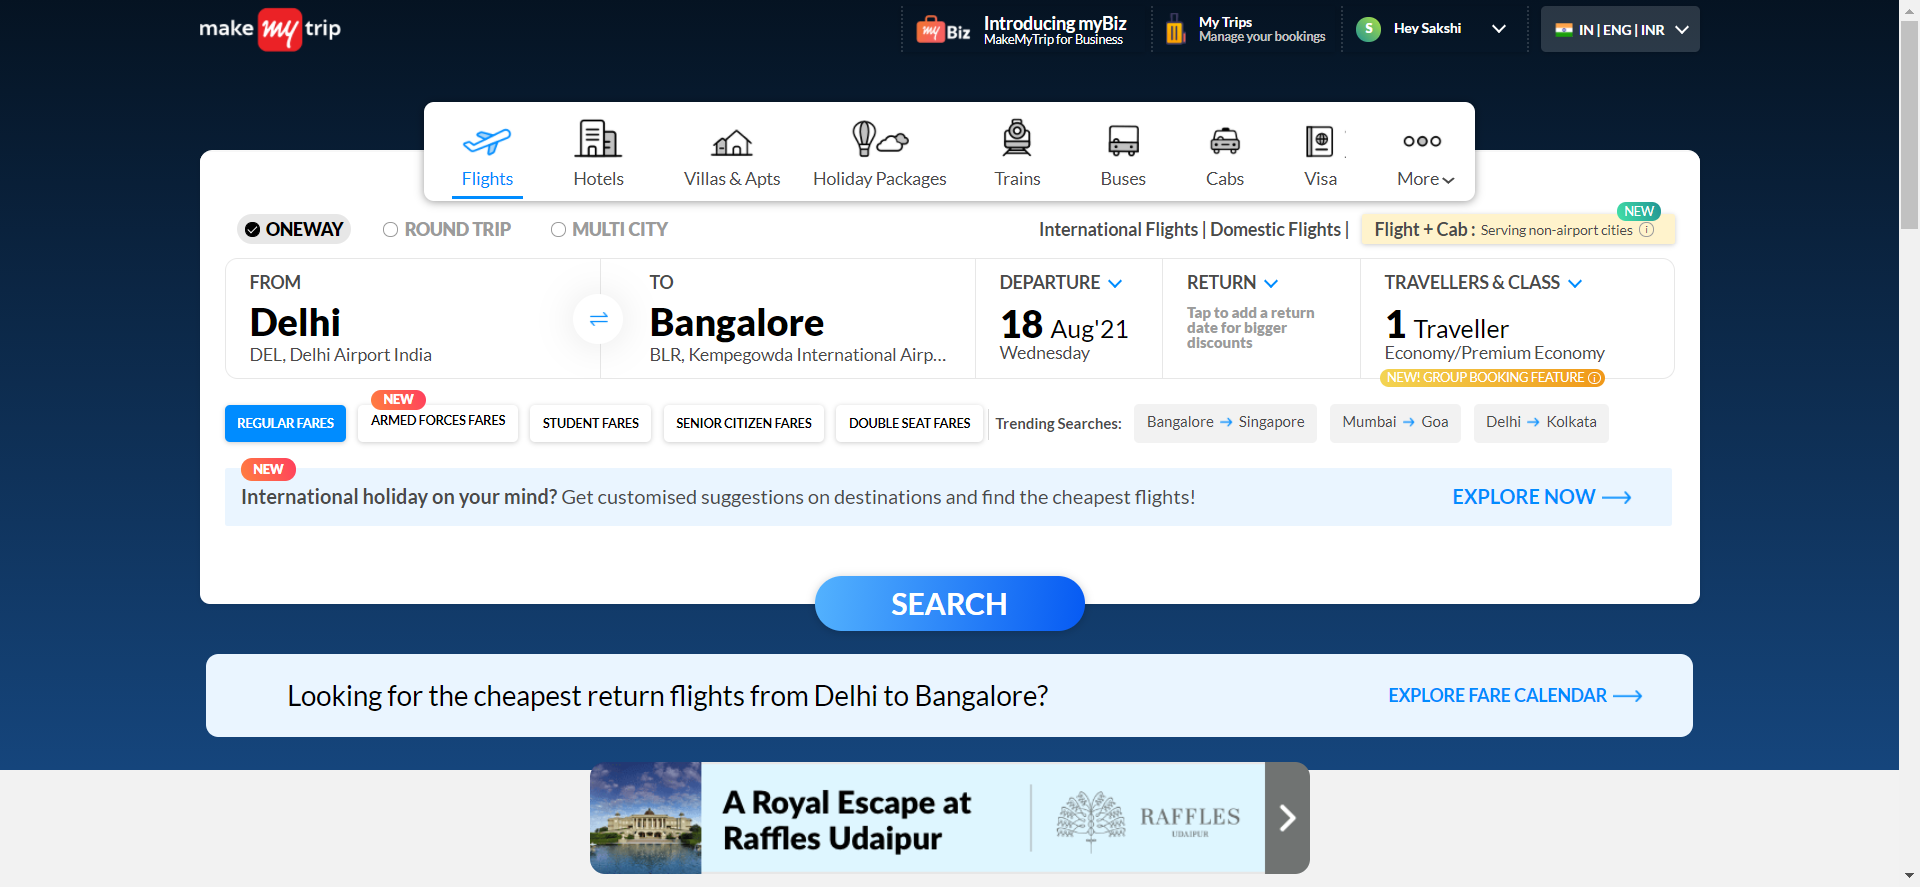 make my trip
my Biz
Introducing myBiz
MakeMyTrip for Business
My Trips
Manage your bookings
S
Hey Sakshi
IN | ENG | INR
Flights
Hotels
Villas & Apts
Holiday Packages
Trains
Buses
Cabs
Visa
More
ONEWAY
ROUND TRIP
MULTI CITY
International Flights | Domestic Flights |
NEW
Flight + Cab : Serving non-airport cities
FROM
Delhi
DEL, Delhi Airport India
TO
Bangalore
BLR, Kempegowda International Airp...
DEPARTURE
18 Aug'21
Wednesday
RETURN
Tap to add a return
date for bigger
discounts
TRAVELLERS & CLASS
1 Traveller
Economy/Premium Economy
NEW! GROUP BOOKING FEATURE
REGULAR FARES
NEW
ARMED FORCES FARES
STUDENT FARES
SENIOR CITIZEN FARES
DOUBLE SEAT FARES
Trending Searches:
Bangalore → Singapore
Mumbai → Goa
Delhi → Kolkata
NEW
International holiday on your mind? Get customised suggestions on destinations and find the cheapest flights!
EXPLORE NOW
SEARCH
Looking for the cheapest return flights from Delhi to Bangalore?
EXPLORE FARE CALENDAR
A Royal Escape at
Raffles Udaipur
RAFFLES
UDAIPUR